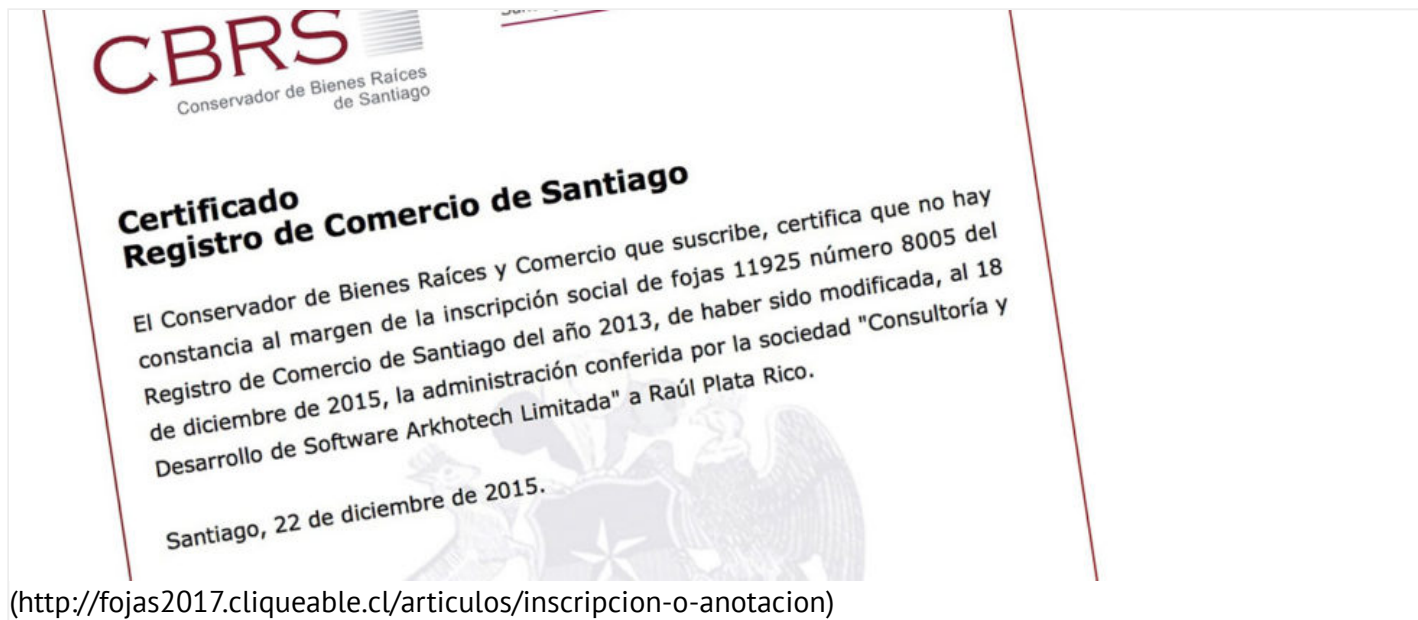 CBRS
Conservador de Bienes Raíces
de Santiago
Certificado
Registro de Comercio de Santiago
El Conservador de Bienes Raíces y Comercio que suscribe, certifica que no hay
constancia al margen de la inscripción social de fojas 11925 número 8005 del
Registro de Comercio de Santiago del año 2013, de haber sido modificada, al 18
de diciembre de 2015, la administración conferida por la sociedad "Consultoría y
Desarrollo de Software Arkhotech Limitada" a Raúl Plata Rico.
Santiago, 22 de diciembre de 2015.
(http://fojas2017.cliqueable.cl/articulos/inscripcion-o-anotacion)